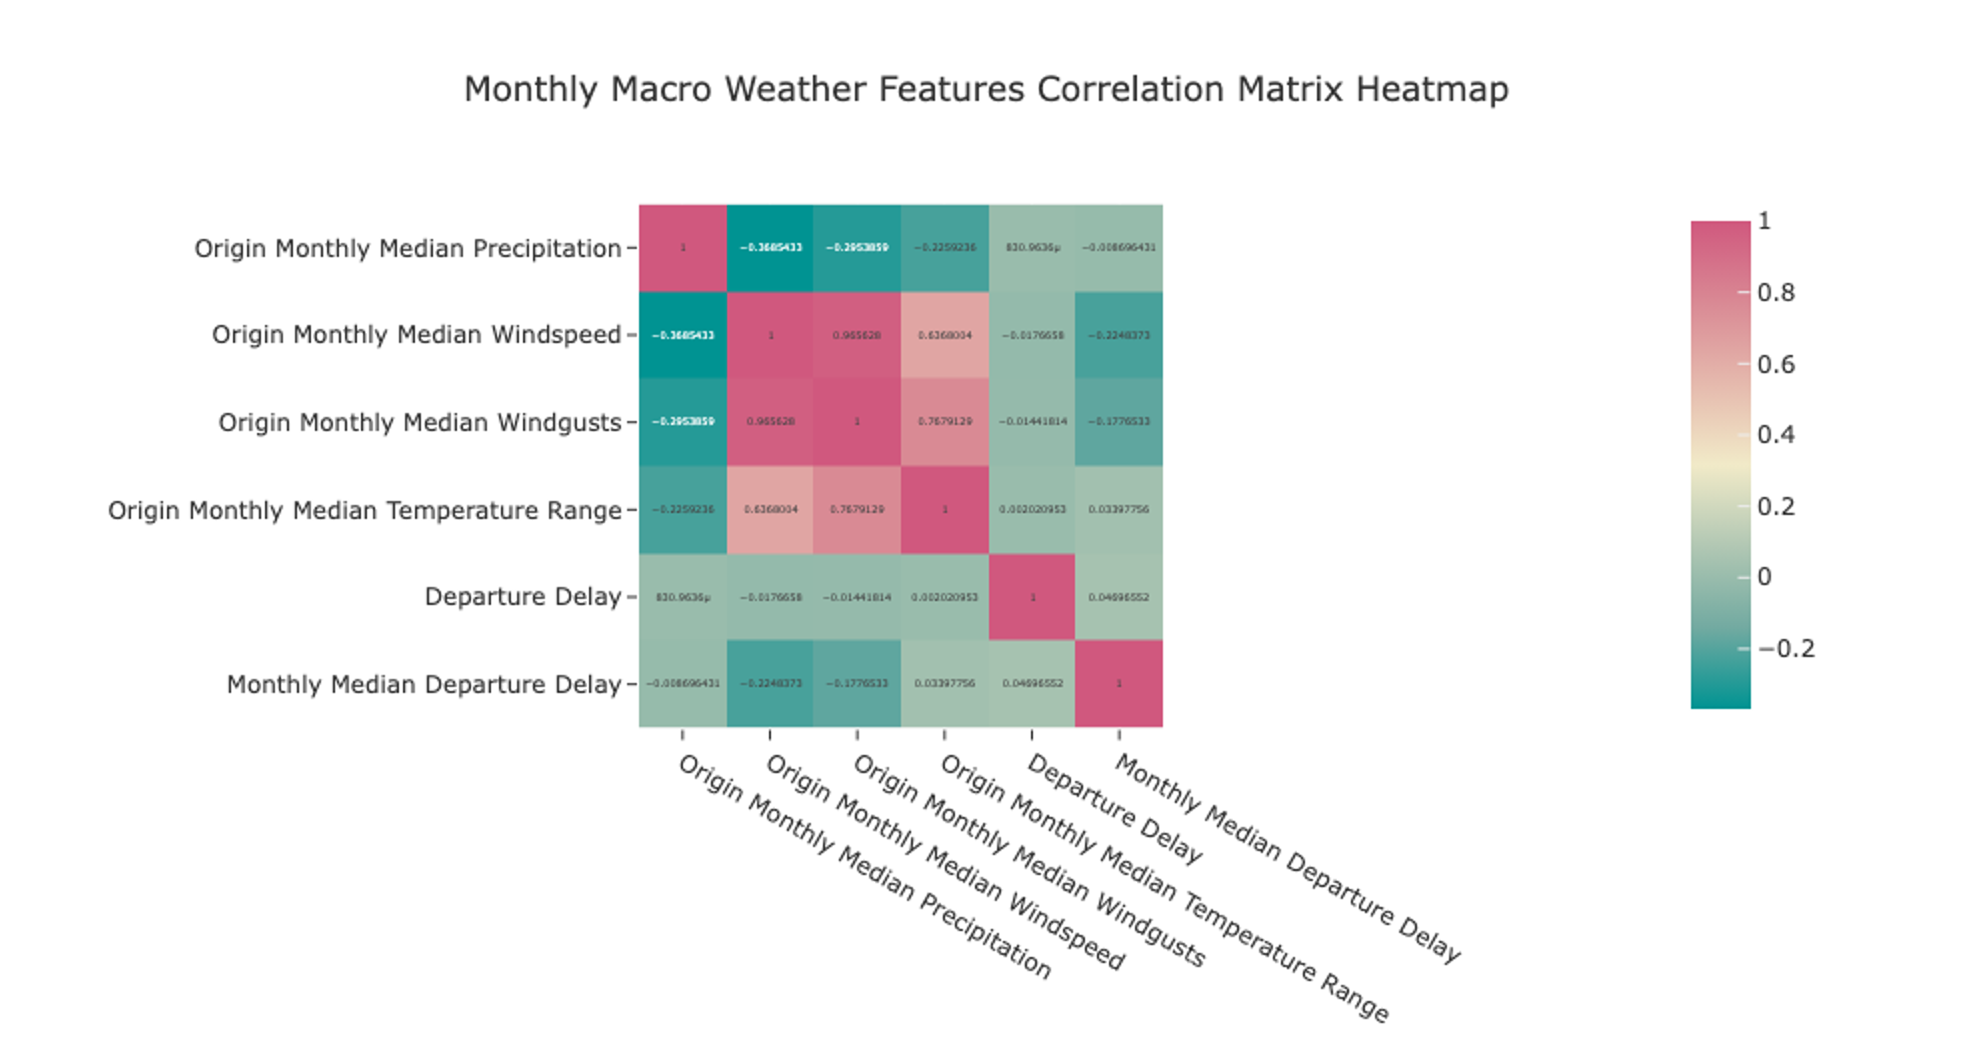 Monthly Macro Weather Features Correlation Matrix Heatmap
Origin Monthly Median Precipitation
1 −0.3685433 −0.2953859 −0.2259236 830.9636μ −0.008696431
Origin Monthly Median Windspeed
−0.3685433 1 0.965628 0.6368004 −0.0176658 −0.2248373
Origin Monthly Median Windgusts
−0.2953859 0.965628 1 0.7679129 −0.01441814 −0.1776533
Origin Monthly Median Temperature Range
−0.2259236 0.6368004 0.7679129 1 0.002020953 0.03397756
Departure Delay
830.9636μ −0.0176658 −0.01441814 0.002020953 1 0.04696552
Monthly Median Departure Delay
−0.008696431 −0.2248373 −0.1776533 0.03397756 0.04696552 1
Origin Monthly Median Precipitation
Origin Monthly Median Windspeed
Origin Monthly Median Windgusts
Origin Monthly Median Temperature Range
Departure Delay
Monthly Median Departure Delay
1
0.8
0.6
0.4
0.2
0
−0.2